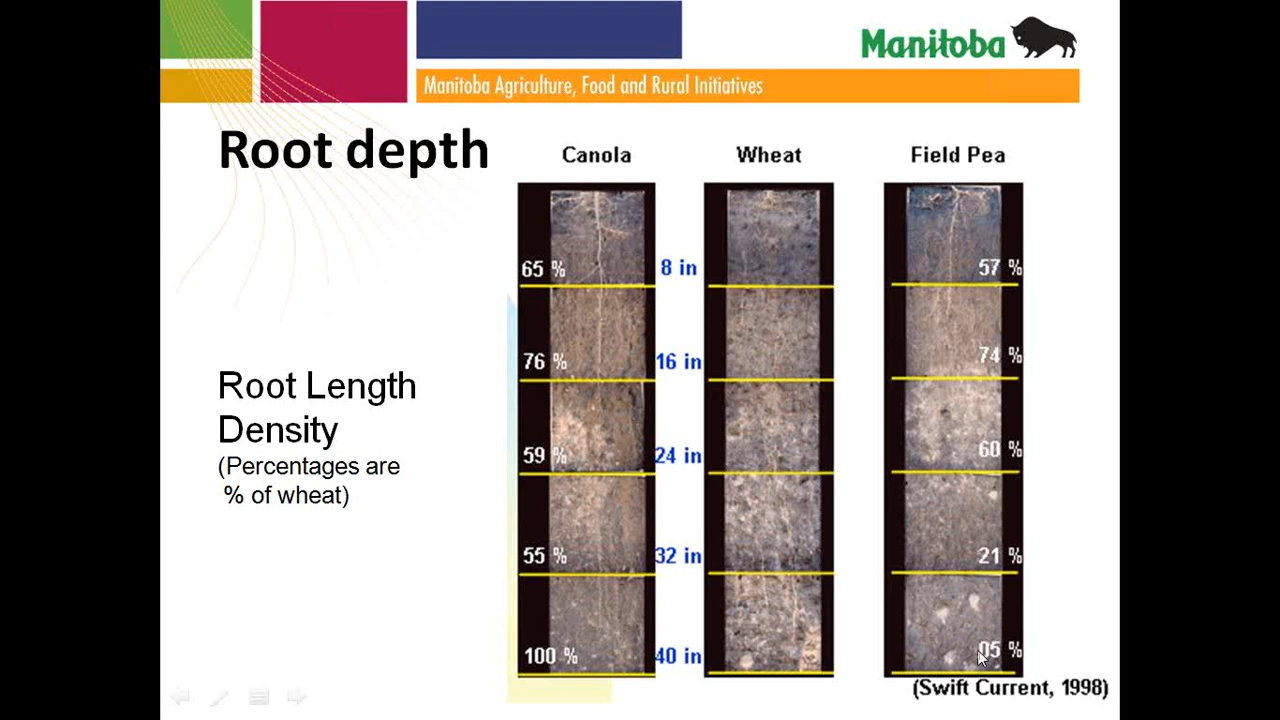 Manitoba
Manitoba Agriculture, Food and Rural Initiatives
Root depth
Canola
Wheat
Field Pea
65 %
8 in
57 %
76 %
16 in
74 %
Root Length
Density
(Percentages are
% of wheat)
59 %
24 in
60 %
55 %
32 in
21 %
100 %
40 in
05 %
(Swift Current, 1998)